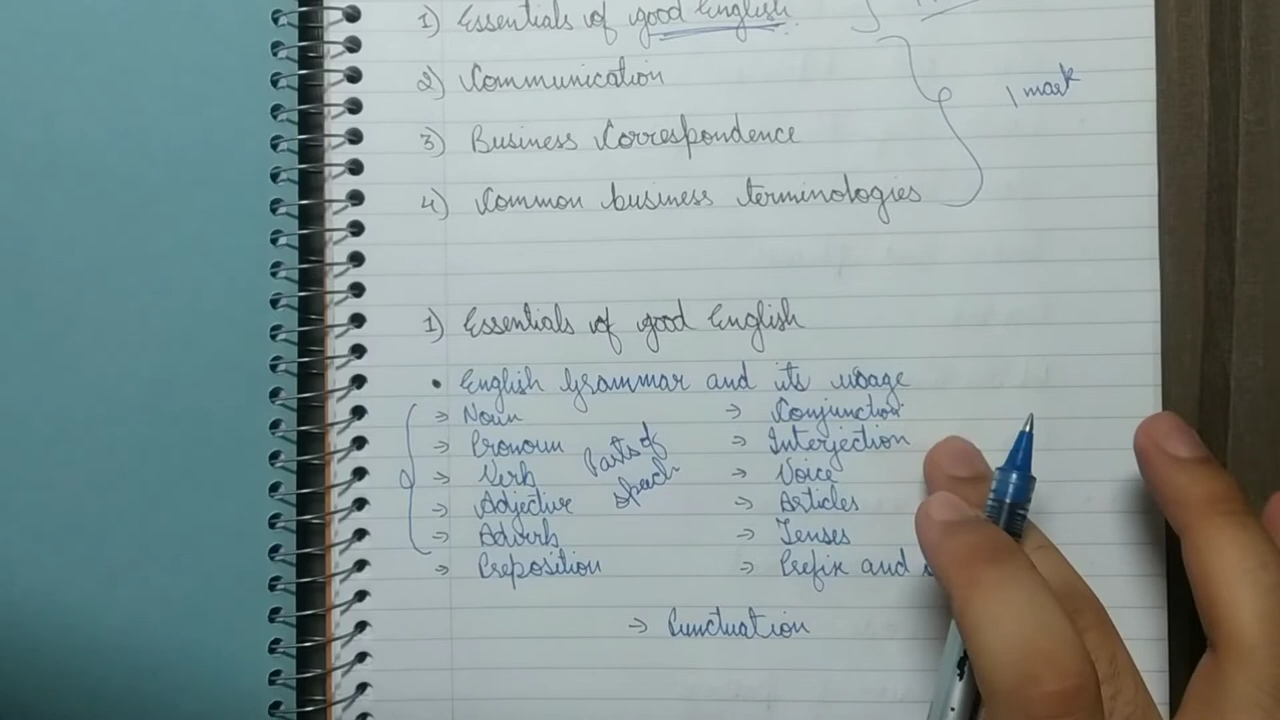 1) Essentials of good English
2) Communication
1 mark
3) Business Correspondence
4) Common business terminologies
1) Essentials of good English
• English Grammar and its usage
→ Noun
→ Pronoun
→ Verb
→ Adjective
→ Adverb
→ Preposition
Parts of
speech
→ Conjunction
→ Interjection
→ Voice
→ Articles
→ Tenses
→ Prefix and
→ Punctuation